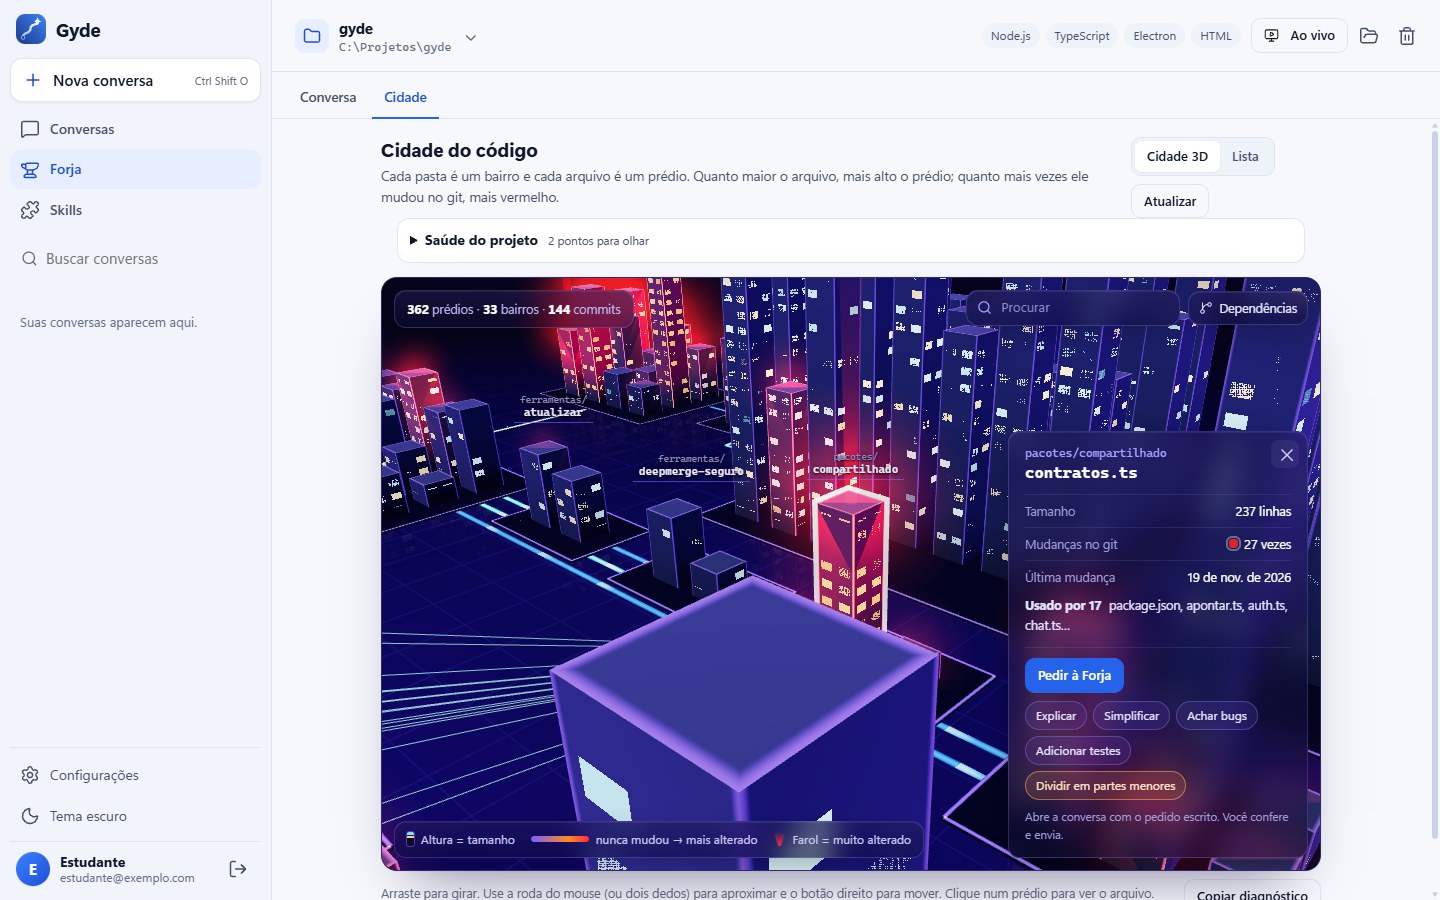 Gyde
Nova conversa
Ctrl Shift O
Conversas
Forja
Skills
Buscar conversas
Suas conversas aparecem aqui.
Configurações
Tema escuro
E
Estudante
estudante@exemplo.com
gyde
C:\Projetos\gyde
Node.js
TypeScript
Electron
HTML
Ao vivo
Conversa
Cidade
Cidade do código
Cada pasta é um bairro e cada arquivo é um prédio. Quanto maior o arquivo, mais alto o prédio; quanto mais vezes ele
mudou no git, mais vermelho.
Cidade 3D
Lista
Atualizar
Saúde do projeto 2 pontos para olhar
362 prédios · 33 bairros · 144 commits
Procurar
Dependências
ferramentas/
atualizar
ferramentas/
deepmerge-seguro
pacotes/
compartilhado
pacotes/compartilhado
contratos.ts
Tamanho
237 linhas
Mudanças no git
27 vezes
Última mudança
19 de nov. de 2026
Usado por 17 package.json, apontar.ts, auth.ts,
chat.ts...
Pedir à Forja
Explicar
Simplificar
Achar bugs
Adicionar testes
Dividir em partes menores
Abre a conversa com o pedido escrito. Você confere
e envia.
Altura = tamanho
nunca mudou → mais alterado
Farol = muito alterado
Arraste para girar. Use a roda do mouse (ou dois dedos) para aproximar e o botão direito para mover. Clique num prédio para ver o arquivo.
Copiar diagnóstico